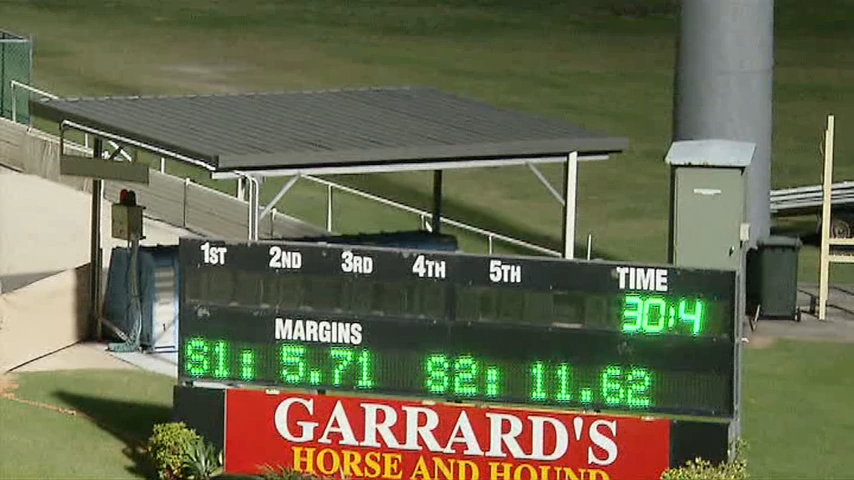 1ST 2ND 3RD 4TH 5TH TIME
30:4
MARGINS
S1: 5.71 S2: 11.62
GARRARD'S
HORSE AND HOUND